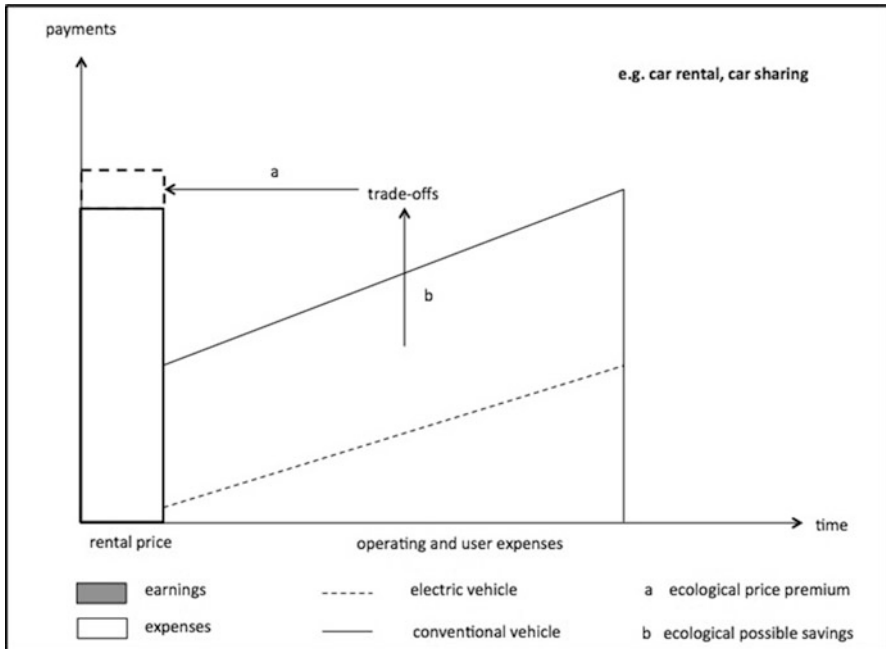 payments
e.g. car rental, car sharing
a
trade-offs
b
time
rental price
operating and user expenses
earnings
electric vehicle
a ecological price premium
expenses
conventional vehicle
b ecological possible savings